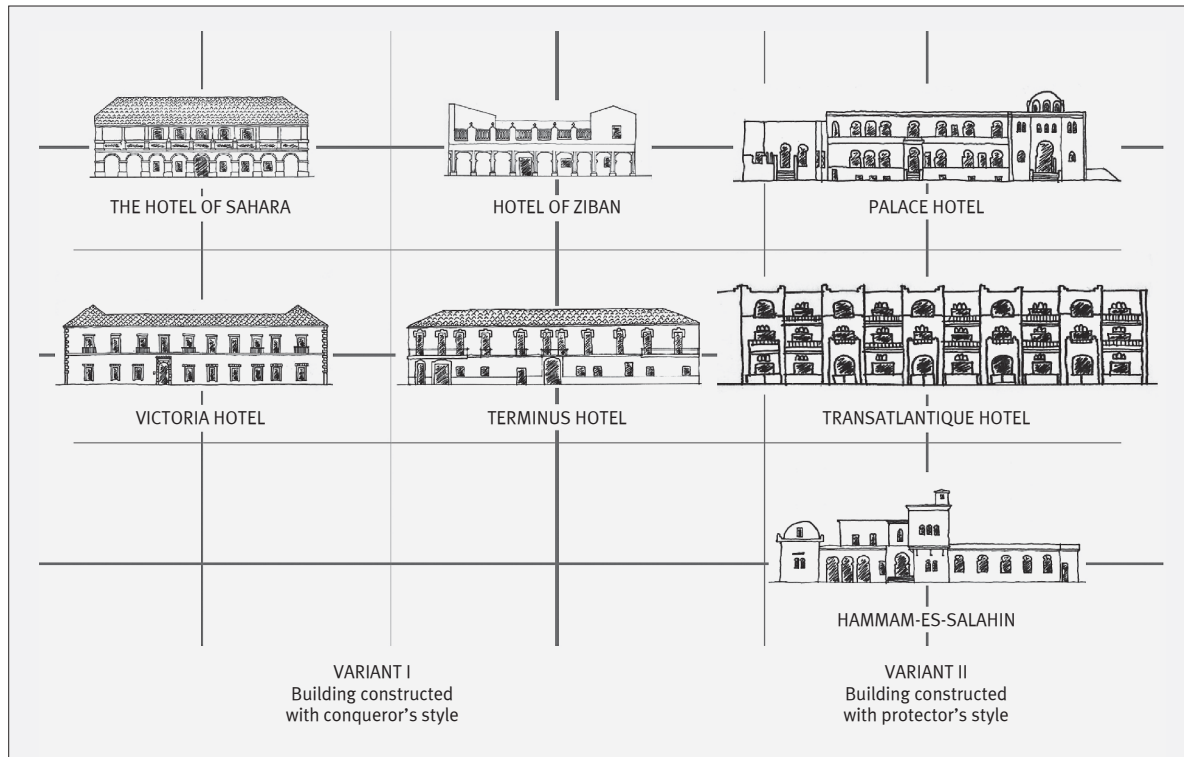 THE HOTEL OF SAHARA
HOTEL OF ZIBAN
PALACE HOTEL
VICTORIA HOTEL
TERMINUS HOTEL
TRANSATLANTIQUE HOTEL
HAMMAM-ES-SALAHIN
VARIANT I
Building constructed
with conqueror’s style
VARIANT II
Building constructed
with protector’s style